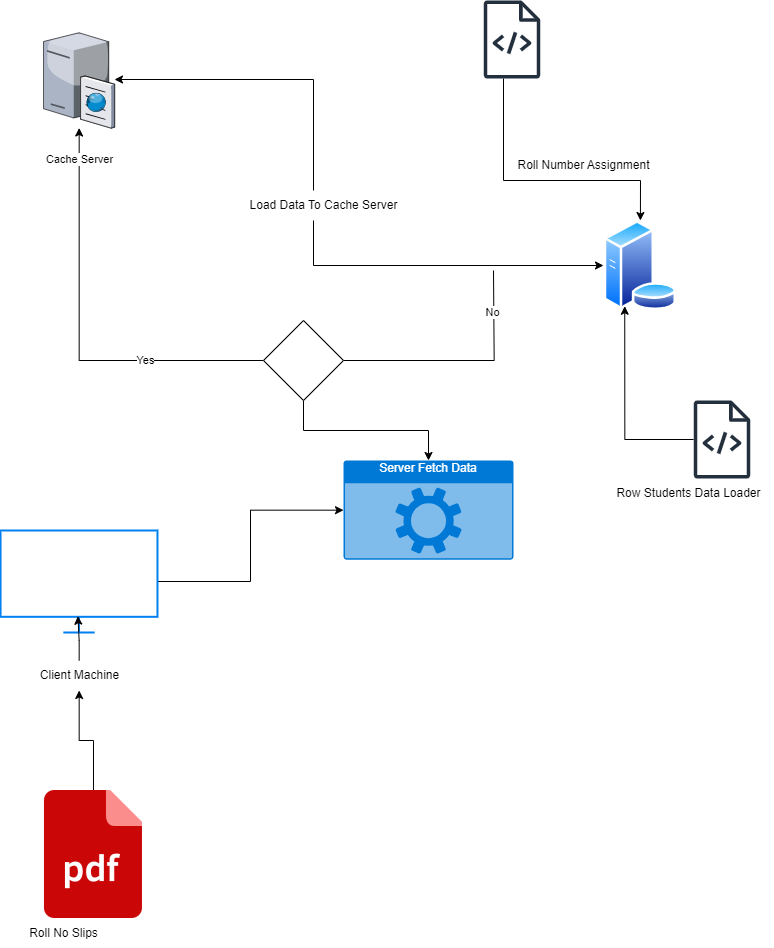 </>
Cache Server
Roll Number Assignment
Load Data To Cache Server
No
Yes
</>
Server Fetch Data
Row Students Data Loader
Client Machine
pdf
Roll No Slips